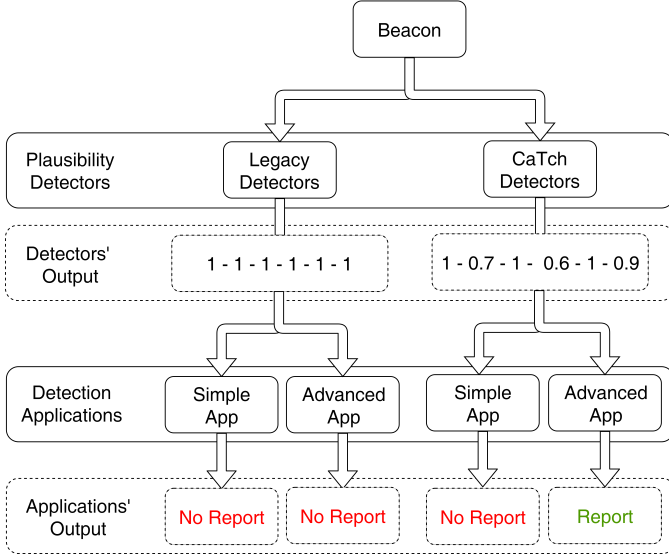 Beacon
Plausibility
Detectors
Legacy
Detectors
CaTch
Detectors
Detectors'
Output
1 - 1 - 1 - 1 - 1 - 1
1 - 0.7 - 1 - 0.6 - 1 - 0.9
Detection
Applications
Simple
App
Advanced
App
Simple
App
Advanced
App
Applications'
Output
No Report
No Report
No Report
Report